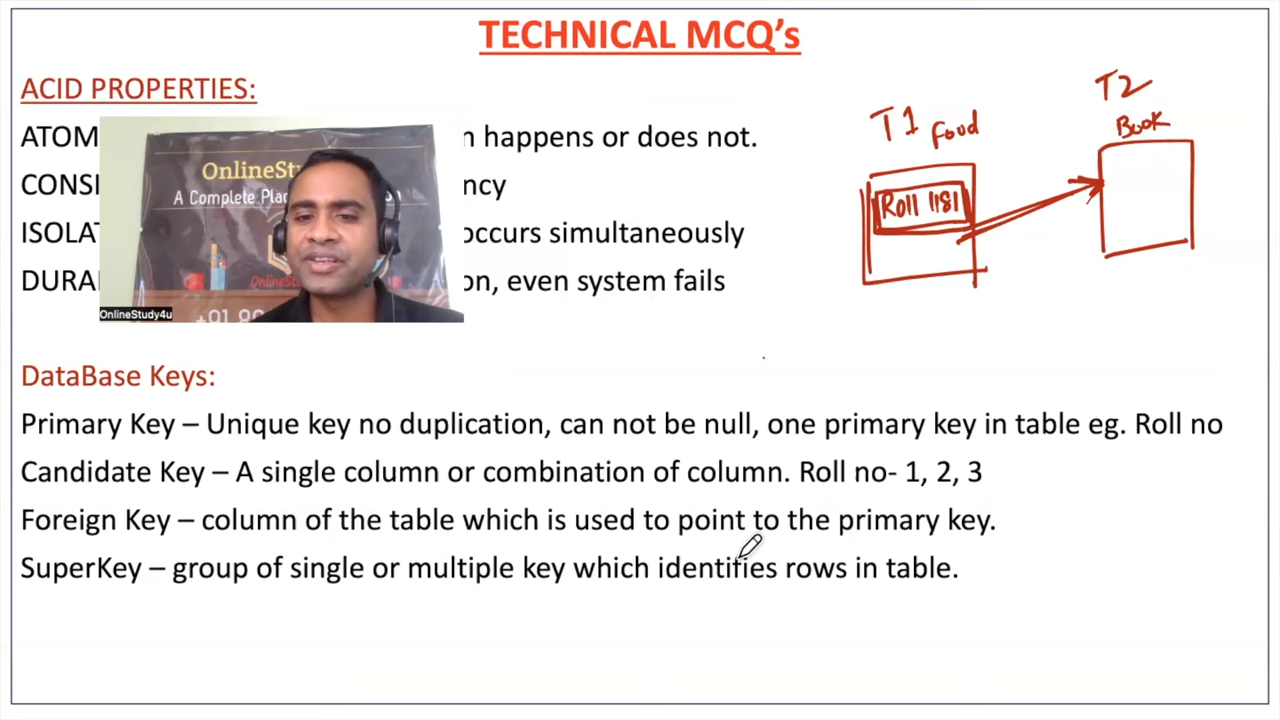 TECHNICAL MCQ’s
ACID PROPERTIES:
ATOM
n happens or does not.
CONSI
ncy
ISOLAT
occurs simultaneously
DURA
on, even system fails
OnlineStu
A Complete Pla
OnlineStudy4u
T1 Food
Roll 1181
T2
Book
DataBase Keys:
Primary Key – Unique key no duplication, can not be null, one primary key in table eg. Roll no
Candidate Key – A single column or combination of column. Roll no- 1, 2, 3
Foreign Key – column of the table which is used to point to the primary key.
SuperKey – group of single or multiple key which identifies rows in table.